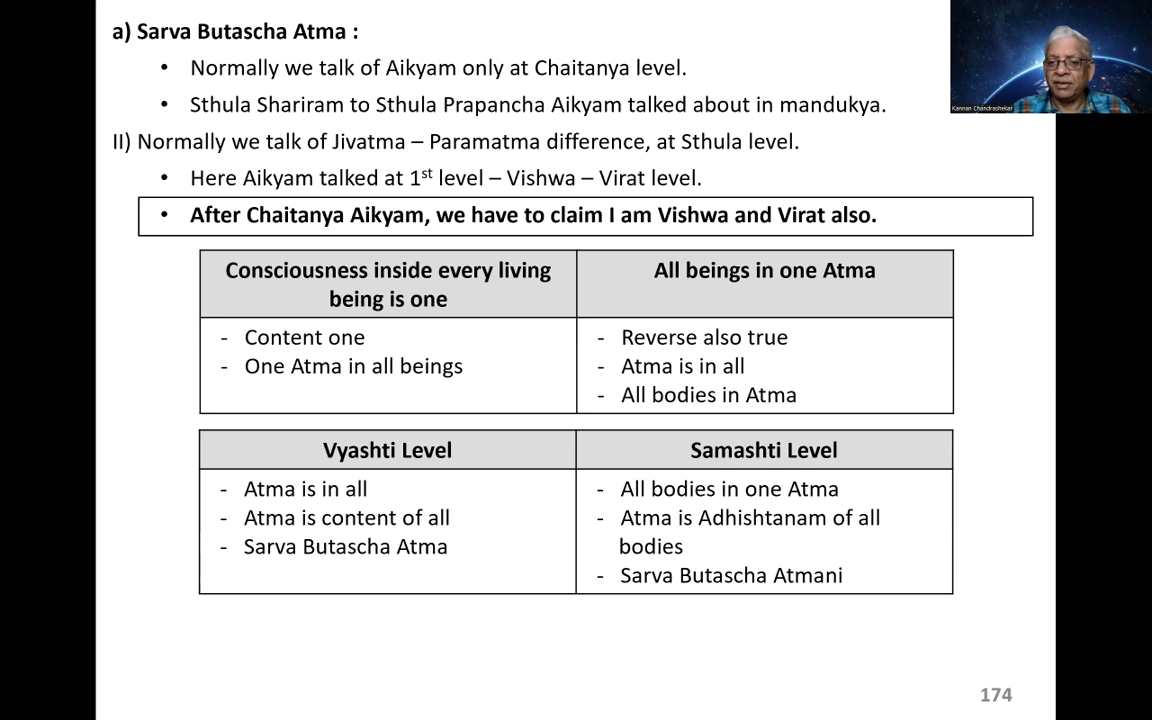 a) Sarva Butascha Atma :
• Normally we talk of Aikyam only at Chaitanya level.
• Sthula Shariram to Sthula Prapancha Aikyam talked about in mandukya.
II) Normally we talk of Jivatma – Paramatma difference, at Sthula level.
• Here Aikyam talked at 1st level – Vishwa – Virat level.
• After Chaitanya Aikyam, we have to claim I am Vishwa and Virat also.
Consciousness inside every living
being is one
All beings in one Atma
- Content one
- One Atma in all beings
- Reverse also true
- Atma is in all
- All bodies in Atma
Vyashti Level
Samashti Level
- Atma is in all
- Atma is content of all
- Sarva Butascha Atma
- All bodies in one Atma
- Atma is Adhishtanam of all
bodies
- Sarva Butascha Atmani
174
Kannan Chandrashekar